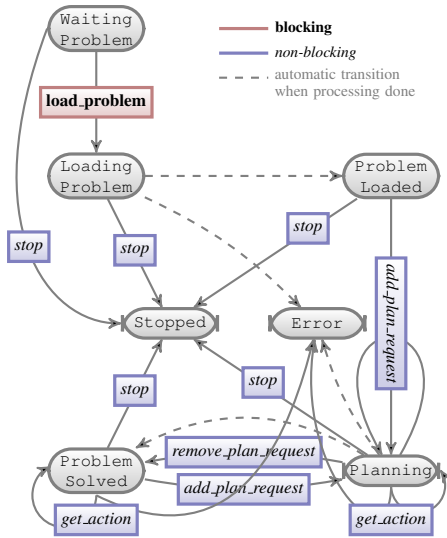 Waiting
Problem
blocking
non-blocking
automatic transition
when processing done
load_problem
Loading
Problem
Problem
Loaded
stop
stop
stop
add_plan_request
Stopped
Error
stop
stop
remove_plan_request
Problem
Solved
Planning
add_plan_request
get_action
get_action